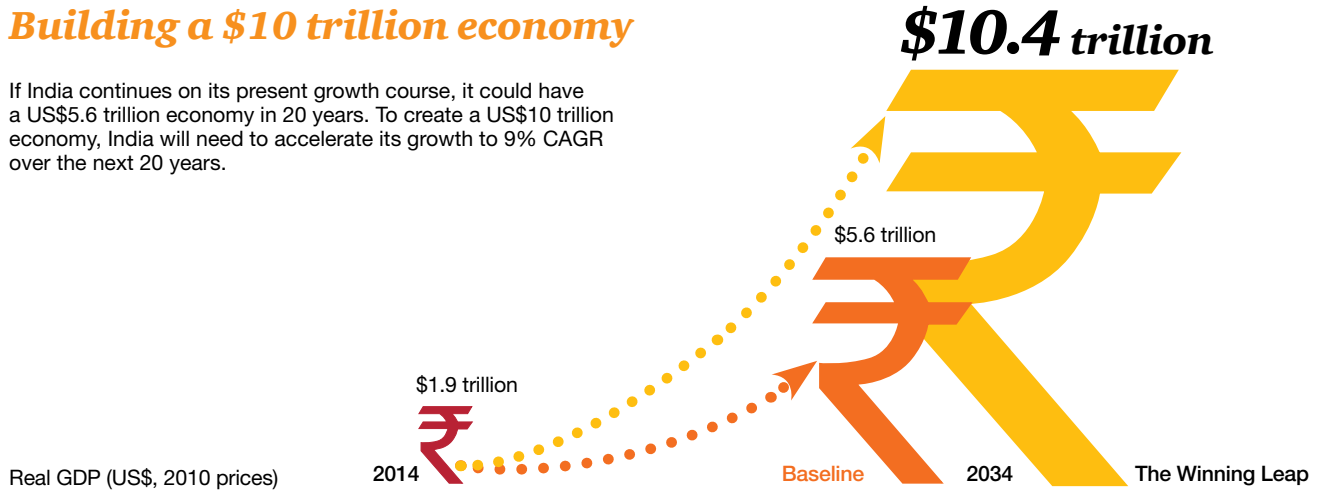 Building a $10 trillion economy
$10.4 trillion
If India continues on its present growth course, it could have
a US$5.6 trillion economy in 20 years. To create a US$10 trillion
economy, India will need to accelerate its growth to 9% CAGR
over the next 20 years.
$5.6 trillion
$1.9 trillion
Real GDP (US$, 2010 prices)
2014
Baseline
2034
The Winning Leap